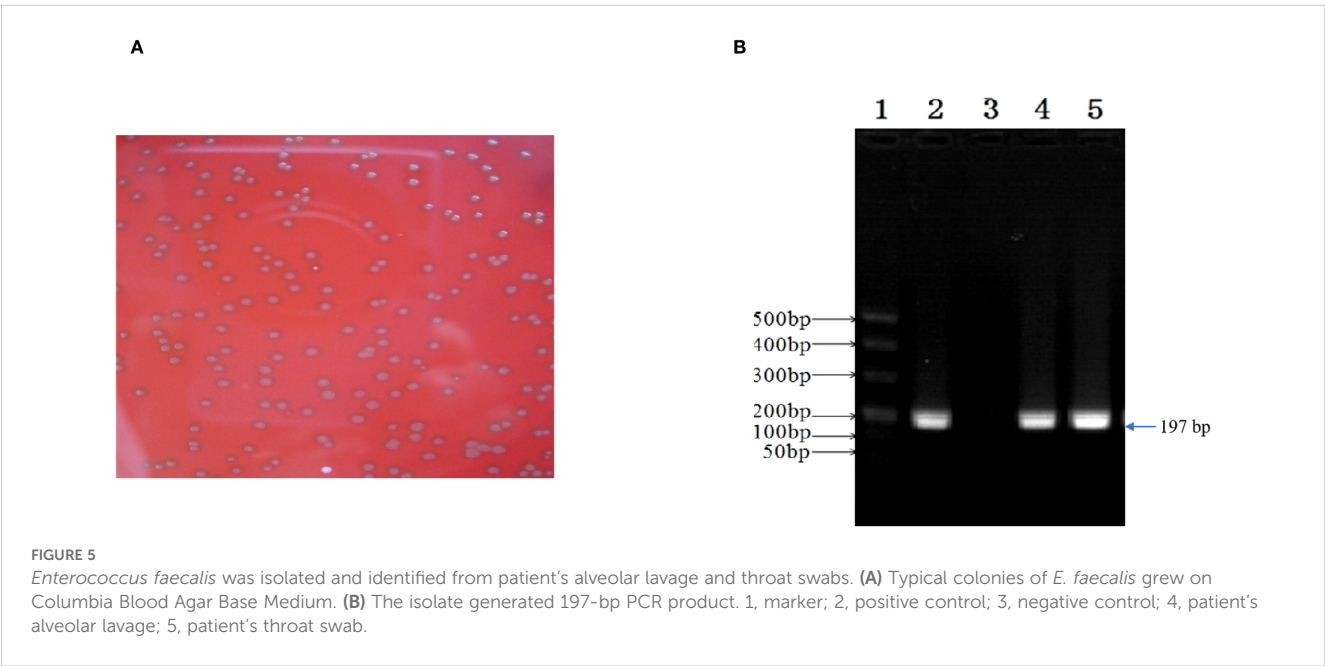 A
B
1 2 3 4 5
500bp
400bp
300bp
200bp
100bp
50bp
197 bp
FIGURE 5
Enterococcus faecalis was isolated and identified from patient's alveolar lavage and throat swabs. (A) Typical colonies of E. faecalis grew on
Columbia Blood Agar Base Medium. (B) The isolate generated 197-bp PCR product. 1, marker; 2, positive control; 3, negative control; 4, patient's
alveolar lavage; 5, patient's throat swab.